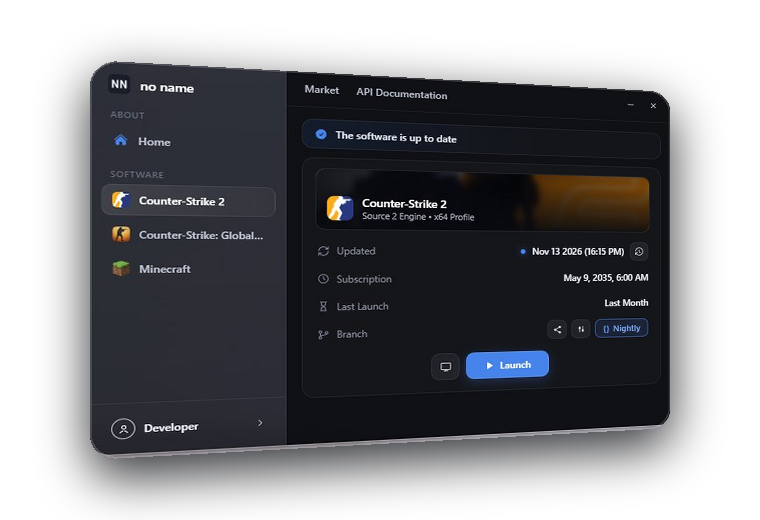 NN no name
ABOUT
Home
SOFTWARE
Counter-Strike 2
Counter-Strike: Global...
Minecraft
Developer
Market API Documentation
The software is up to date
Counter-Strike 2
Source 2 Engine • x64 Profile
Updated Nov 13 2026 (16:15 PM)
Subscription May 9, 2035, 6:00 AM
Last Launch Last Month
Branch {} Nightly
Launch